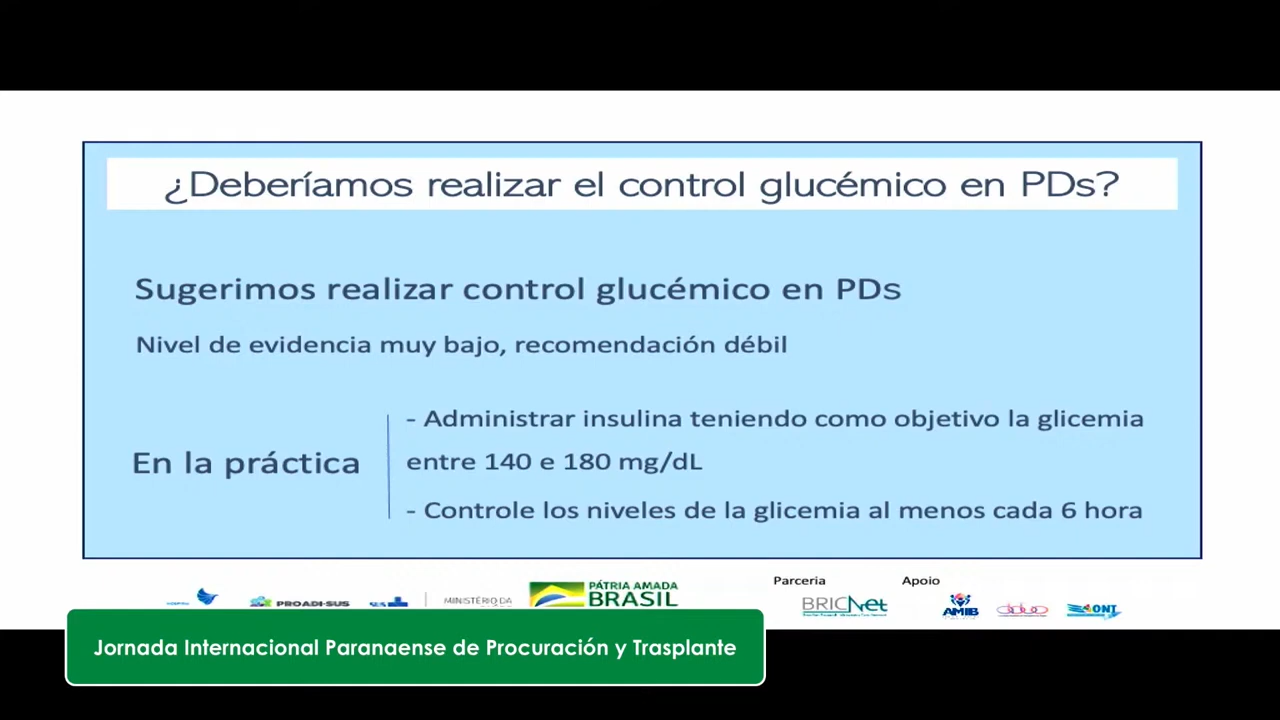 ¿Deberíamos realizar el control glucémico en PDs?
Sugerimos realizar control glucémico en PDs
Nivel de evidencia muy bajo, recomendación débil
En la práctica
- Administrar insulina teniendo como objetivo la glicemia
entre 140 e 180 mg/dL
- Controle los niveles de la glicemia al menos cada 6 hora
PROADI-SUS
MINISTÉRIO DA
PÁTRIA AMADA
BRASIL
Parceria
BRICNet
Apoio
AMIB
ONT
Jornada Internacional Paranaense de Procuración y Trasplante